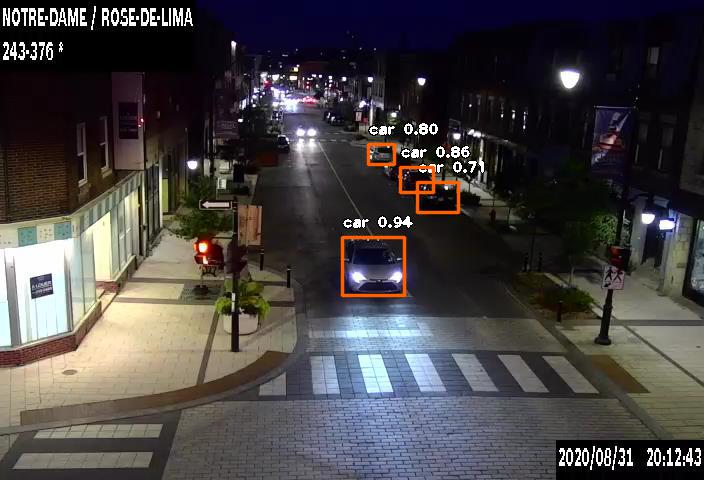 NOTRE-DAME / ROSE-DE-LIMA
243-376 *
car 0.80
car 0.86
car 0.71
car 0.94
A LOUER
2020/08/31 20:12:43